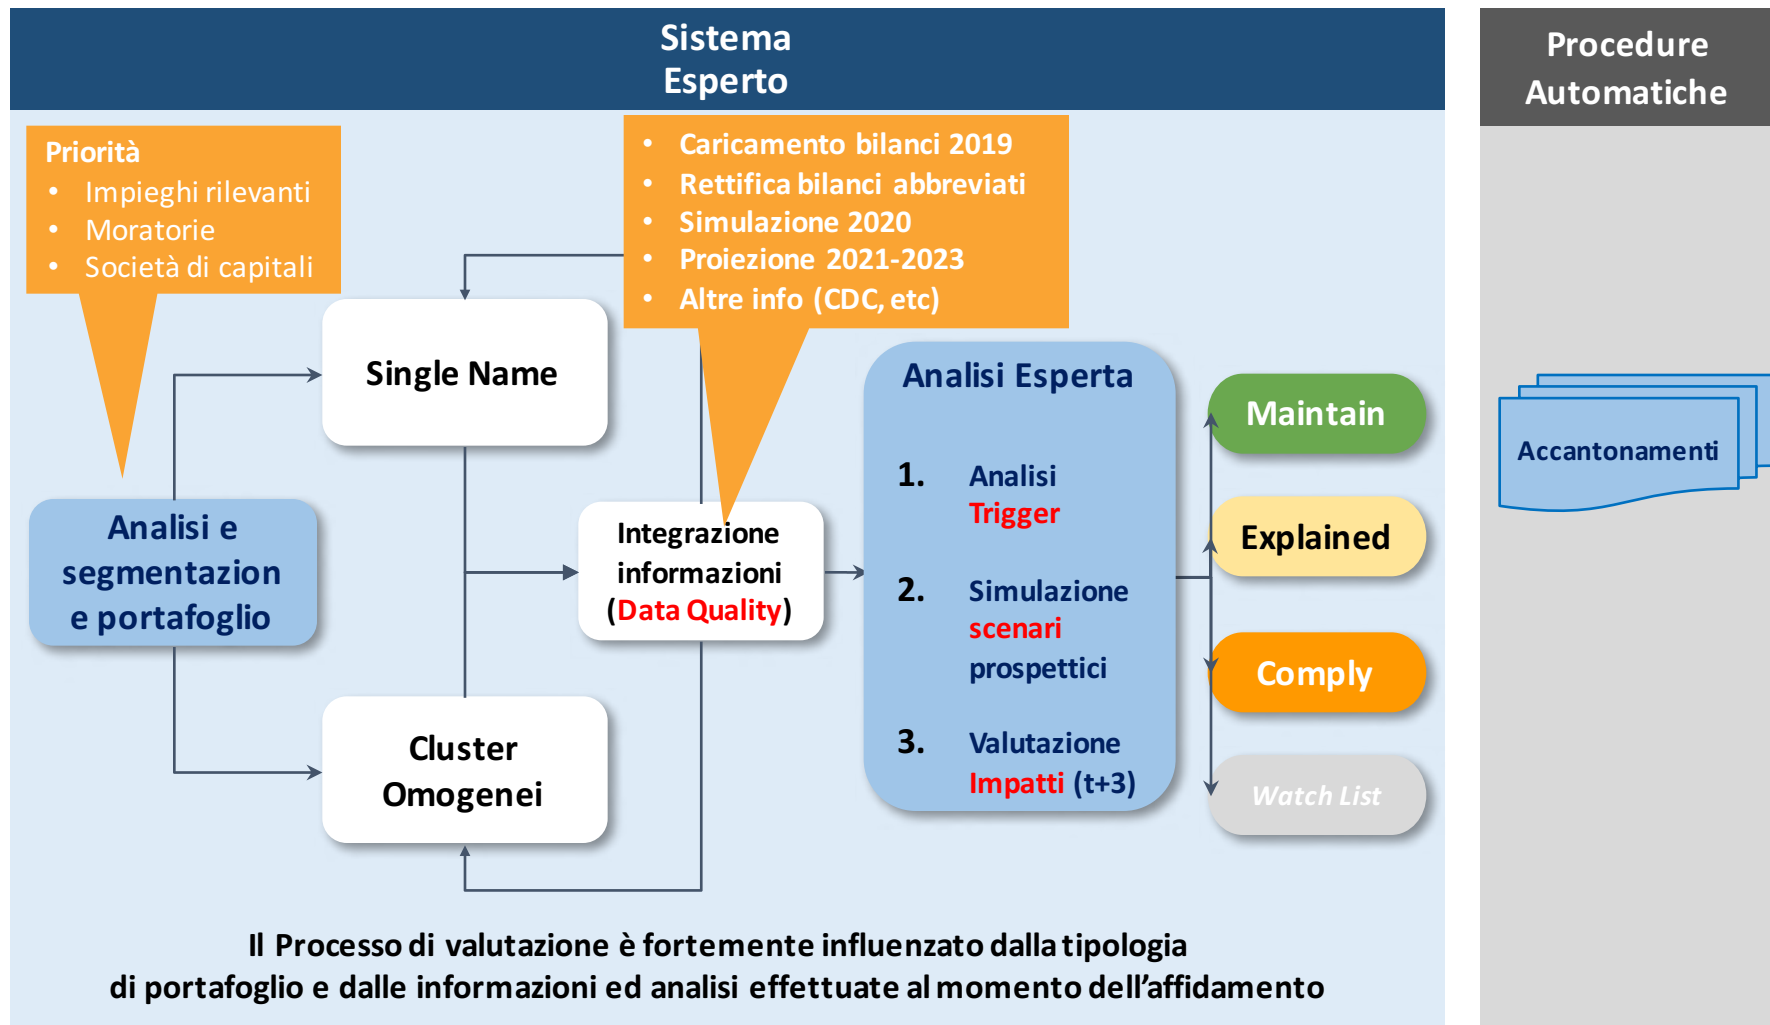 Sistema
Esperto
Procedure
Automatiche
Priorità
• Impieghi rilevanti
• Moratorie
• Società di capitali
• Caricamento bilanci 2019
• Rettifica bilanci abbreviati
• Simulazione 2020
• Proiezione 2021-2023
• Altre info (CDC, etc)
Single Name
Analisi e
segmentazion
e portafoglio
Cluster
Omogenei
Integrazione
informazioni
(Data Quality)
Analisi Esperta
1. Analisi
Trigger
2. Simulazione
scenari
prospettici
3. Valutazione
Impatti (t+3)
Maintain
Explained
Comply
Watch List
Accantonamenti
Il Processo di valutazione è fortemente influenzato dalla tipologia
di portafoglio e dalle informazioni ed analisi effettuate al momento dell’affidamento